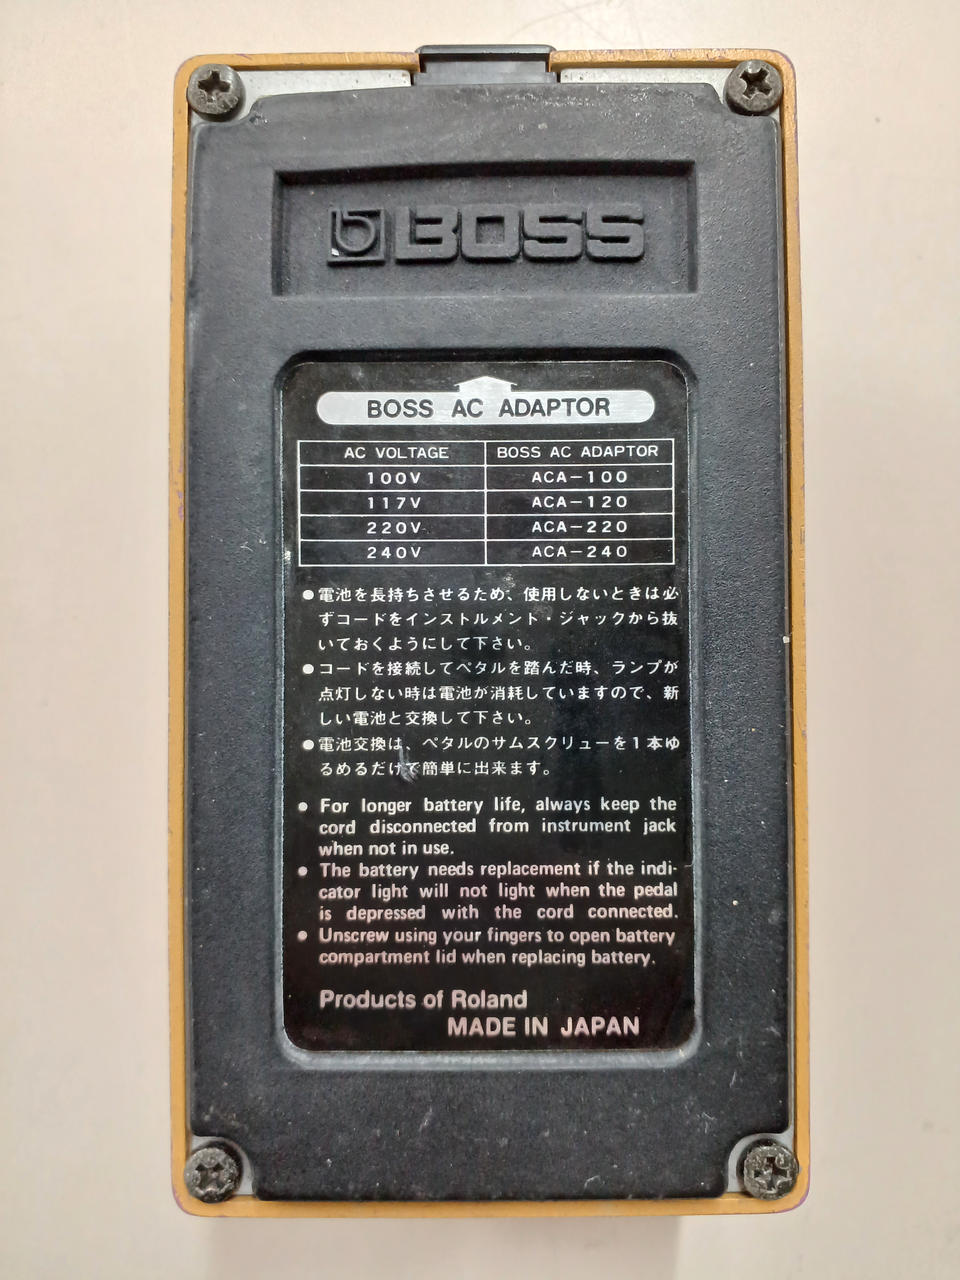 BOSS
BOSS AC ADAPTOR
AC VOLTAGE BOSS AC ADAPTOR
100V ACA-100
117V ACA-120
220V ACA-220
240V ACA-240
●電池を長持ちさせるため、使用しないときは必
ずコードをインストルメント・ジャックから抜
いておくようにして下さい。
●コードを接続してペタルを踏んだ時、ランプが
点灯しない時は電池が消耗していますので、新
しい電池と交換して下さい。
●電池交換は、ペタルのサムスクリューを1本ゆ
るめるだけで簡単に出来ます。
● For longer battery life, always keep the
cord disconnected from instrument jack
when not in use.
● The battery needs replacement if the indi-
cator light will not light when the pedal
is depressed with the cord connected.
● Unscrew using your fingers to open battery
compartment lid when replacing battery.
Products of Roland
MADE IN JAPAN